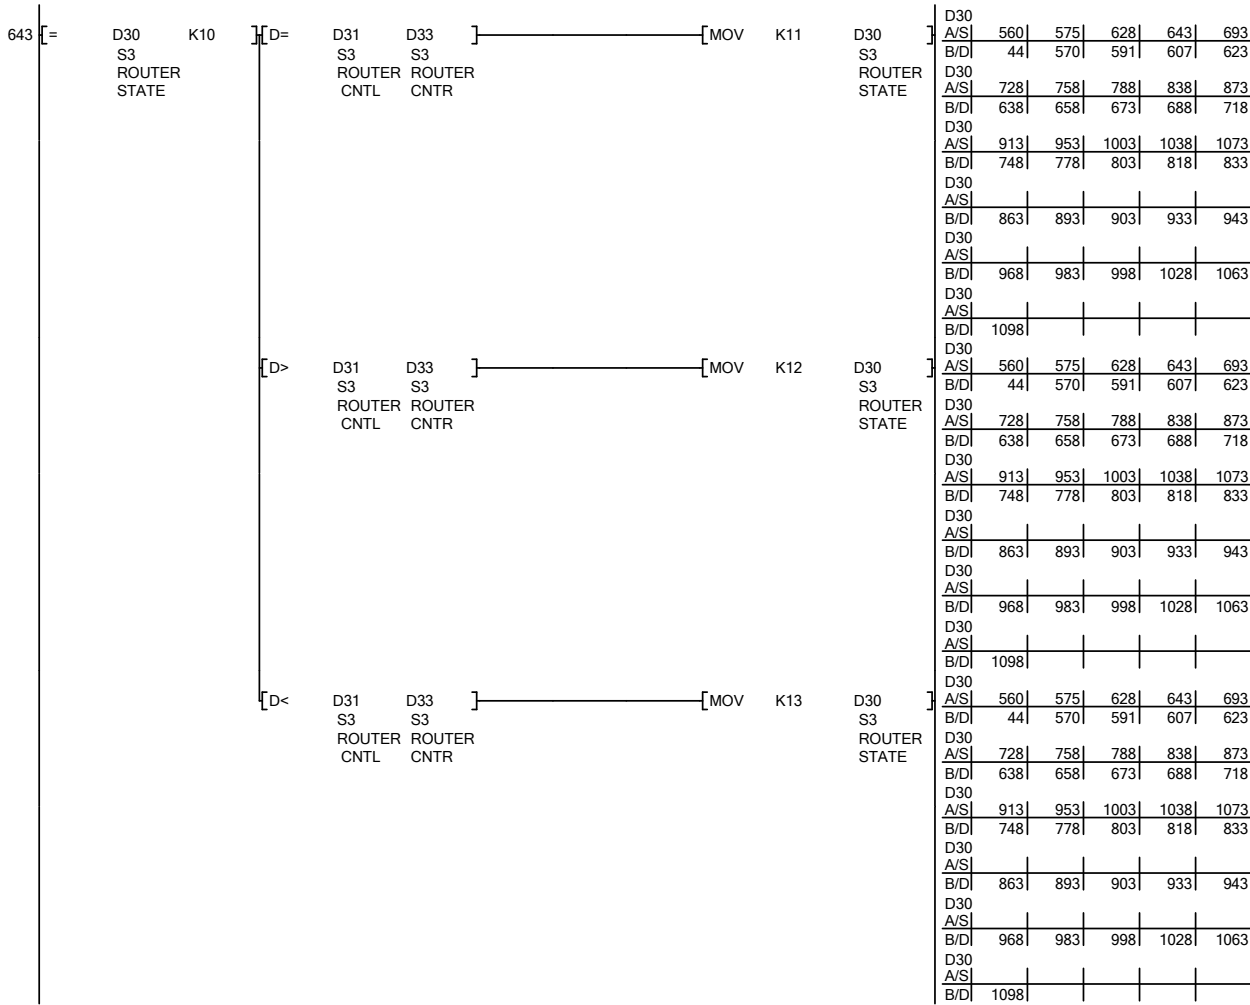 D30
643 [= D30 K10 ] [D= D31 D33 ] [MOV K11 D30 ] A/S 560 575 628 643 693
S3 S3 S3 S3 B/D 44 570 591 607 623
ROUTER ROUTER ROUTER ROUTER D30
STATE CNTL CNTR STATE A/S 728 758 788 838 873
B/D 638 658 673 688 718
D30
A/S 913 953 1003 1038 1073
B/D 748 778 803 818 833
D30
A/S
B/D 863 893 903 933 943
D30
A/S
B/D 968 983 998 1028 1063
D30
A/S
B/D 1098
D30
[D> D31 D33 ] [MOV K12 D30 ] A/S 560 575 628 643 693
S3 S3 S3 B/D 44 570 591 607 623
ROUTER ROUTER ROUTER D30
CNTL CNTR STATE A/S 728 758 788 838 873
B/D 638 658 673 688 718
D30
A/S 913 953 1003 1038 1073
B/D 748 778 803 818 833
D30
A/S
B/D 863 893 903 933 943
D30
A/S
B/D 968 983 998 1028 1063
D30
A/S
B/D 1098
D30
[D< D31 D33 ] [MOV K13 D30 ] A/S 560 575 628 643 693
S3 S3 S3 B/D 44 570 591 607 623
ROUTER ROUTER ROUTER D30
CNTL CNTR STATE A/S 728 758 788 838 873
B/D 638 658 673 688 718
D30
A/S 913 953 1003 1038 1073
B/D 748 778 803 818 833
D30
A/S
B/D 863 893 903 933 943
D30
A/S
B/D 968 983 998 1028 1063
D30
A/S
B/D 1098